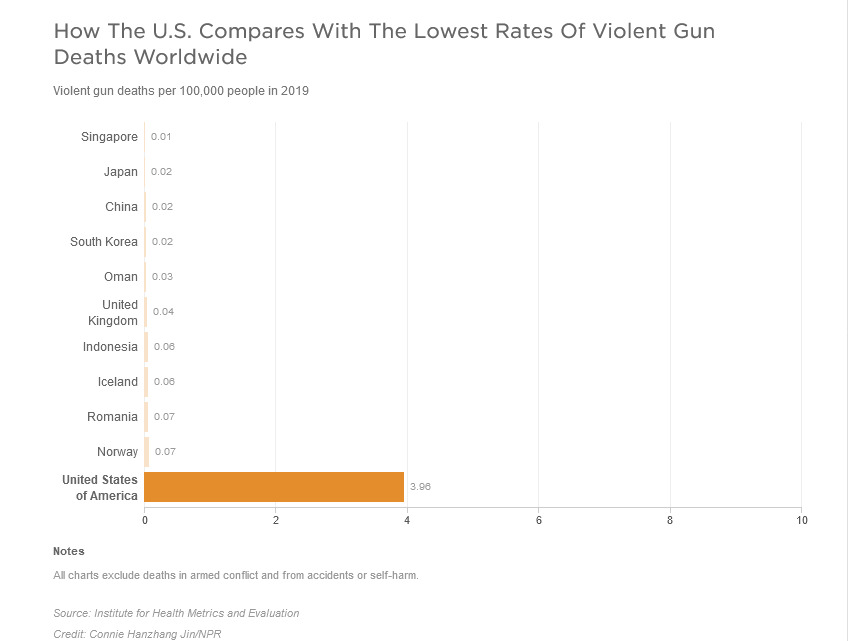 How The U.S. Compares With The Lowest Rates Of Violent Gun
Deaths Worldwide
Violent gun deaths per 100,000 people in 2019
Singapore 0.01
Japan 0.02
China 0.02
South Korea 0.02
Oman 0.03
United
Kingdom 0.04
Indonesia 0.06
Iceland 0.06
Romania 0.07
Norway 0.07
United States
of America 3.96
0 2 4 6 8 10
Notes
All charts exclude deaths in armed conflict and from accidents or self-harm.
Source: Institute for Health Metrics and Evaluation
Credit: Connie Hanzhang Jin/NPR